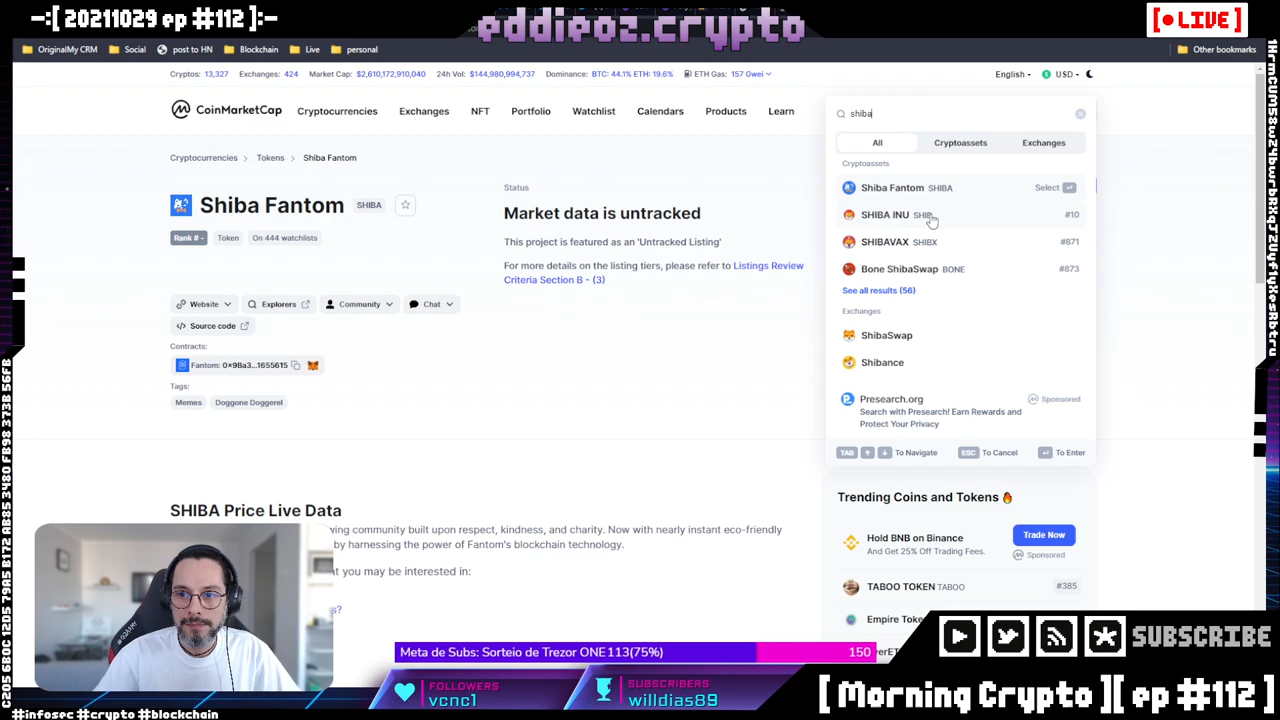 -:[ 20211029 ep #112 ]:-
eddieoz.crypto
[ ● LIVE ]
OriginalMy CRM
Social
post to HN
Blockchain
Live
personal
Other bookmarks
Cryptos: 13,327
Exchanges: 424
Market Cap: $2,610,172,910,040
24h Vol: $144,980,994,737
Dominance: BTC: 44.1% ETH: 19.6%
ETH Gas: 157 Gwei
English
USD
CoinMarketCap
Cryptocurrencies
Exchanges
NFT
Portfolio
Watchlist
Calendars
Products
Learn
shiba
All
Cryptoassets
Exchanges
Cryptoassets
Shiba Fantom SHIBA
Select
SHIBA INU
#10
SHIBAVAX SHIBX
#871
Bone ShibaSwap BONE
#873
See all results (56)
Exchanges
ShibaSwap
Shibance
Presearch.org
Sponsored
Search with Presearch! Earn Rewards and
Protect Your Privacy
TAB
To Navigate
ESC To Cancel
To Enter
Cryptocurrencies
Tokens
Shiba Fantom
Shiba Fantom
SHIBA
Rank # -
Token
On 444 watchlists
Website
Explorers
Community
Chat
Source code
Contracts:
Fantom: 0x9Ba3...1655615
Tags:
Memes
Doggone Doggerel
Status
Market data is untracked
This project is featured as an 'Untracked Listing'
For more details on the listing tiers, please refer to Listings Review
Criteria Section B - (3)
SHIBA Price Live Data
community built upon respect, kindness, and charity. Now with nearly instant eco-friendly
by harnessing the power of Fantom's blockchain technology.
you may be interested in:
Trending Coins and Tokens 🔥
Hold BNB on Binance
And Get 25% Off Trading Fees.
Trade Now
Sponsored
TABOO TOKEN TABOO
#385
Empire
Meta de Subs: Sorteio de Trezor ONE 113(75%)
150
FOLLOWERS
vcnc1
SUBSCRIBERS
willdias89
SUBSCRIBE
[ Morning Crypto ][ ep #112 ]
#infosec #crypto #blockchain